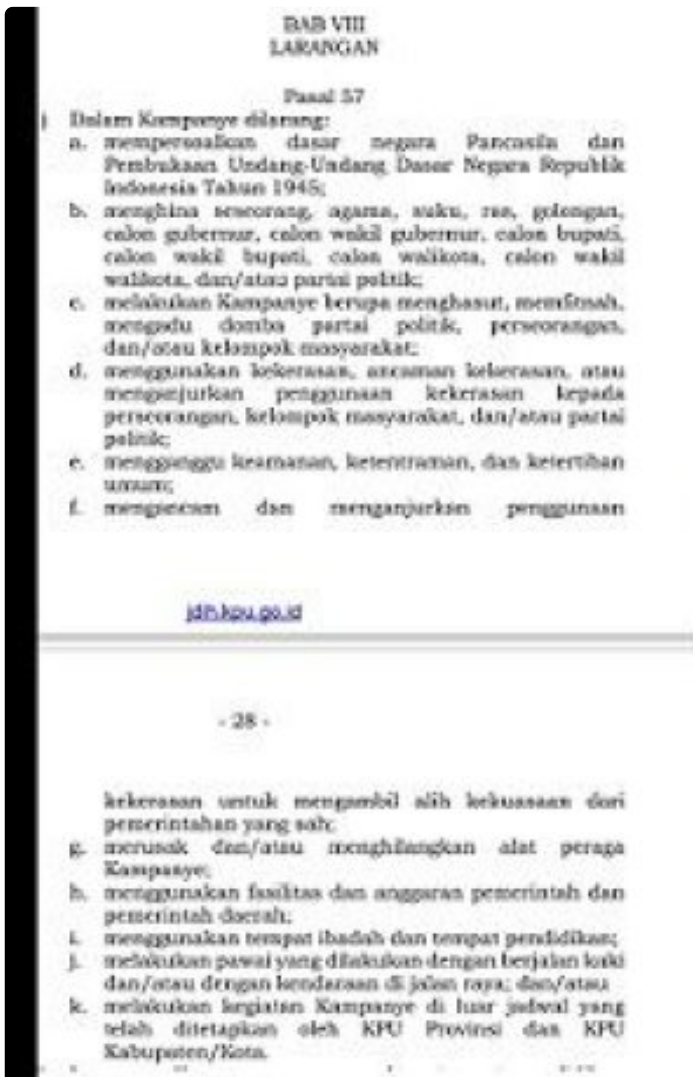 BAB VIII
LARANGAN
Pasal 57
) Dalam Kampanye dilarang:
a. mempersoalkan dasar negara Pancasila dan
Pembukaan Undang-Undang Dasar Negara Republik
Indonesia Tahun 1945;
b. menghina seseorang, agama, suku, ras, golongan,
calon gubernur, calon wakil gubernur, calon bupati,
calon wakil bupati, calon walikota, calon wakil
walikota, dan/atau partai politik;
c. melakukan Kampanye berupa menghasut, memfitnah,
mengadu domba partai politik, perseorangan,
dan/atau kelompok masyarakat;
d. menggunakan kekerasan, ancaman kekerasan, atau
menganjurkan penggunaan kekerasan kepada
perseorangan, kelompok masyarakat, dan/atau partai
politik;
e. mengganggu keamanan, ketentraman, dan ketertiban
umum;
f. mengancam dan menganjurkan penggunaan
jdih.kpu.go.id
- 28 -
kekerasan untuk mengambil alih kekuasaan dari
pemerintahan yang sah;
g. merusak dan/atau menghilangkan alat peraga
Kampanye;
h. menggunakan fasilitas dan anggaran pemerintah dan
pemerintah daerah;
i. menggunakan tempat ibadah dan tempat pendidikan;
j. melakukan pawai yang dilakukan dengan berjalan kaki
dan/atau dengan kendaraan di jalan raya; dan/atau
k. melakukan kegiatan Kampanye di luar jadwal yang
telah ditetapkan oleh KPU Provinsi dan KPU
Kabupaten/Kota.